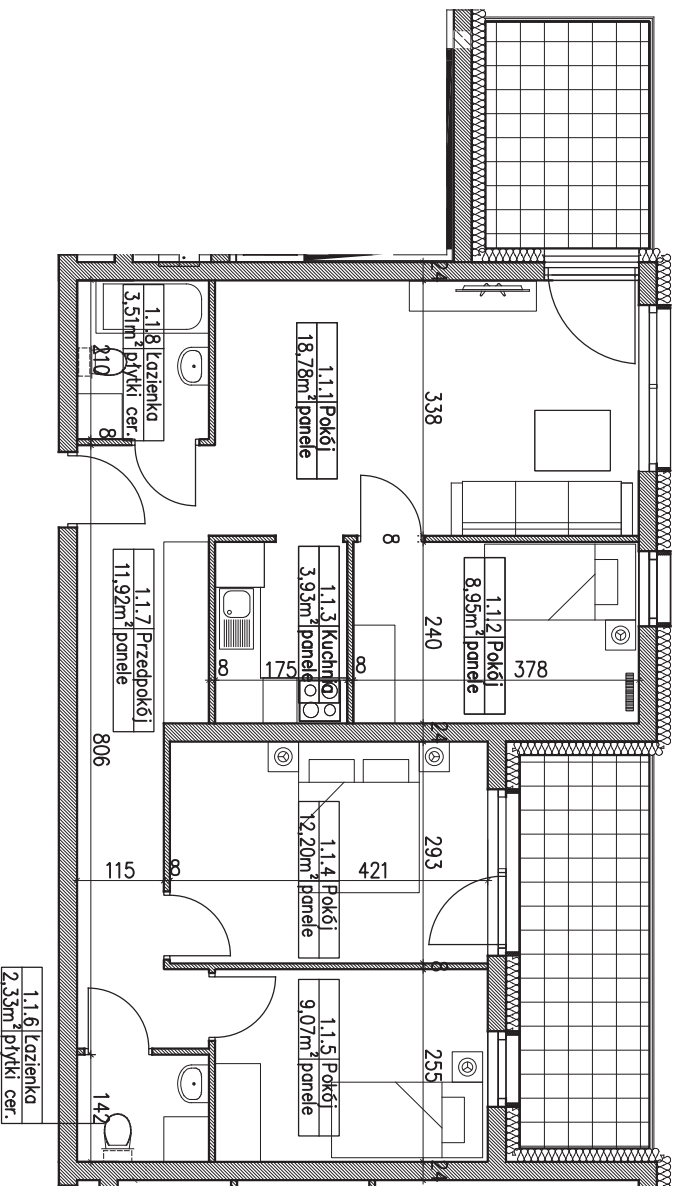 24
1.1.8 Łazienka
3,51m² płytki cer.
210
8
1.1.1 Pokój
18,78m² panele
338
8
1.1.2 Pokój
8,95m² panele
240
378
1.1.3 Kuchnia
3,93m² panele
8
175
8
1.1.7 Przedpokój
11,92m² panele
806
24
1.1.4 Pokój
12,20m² panele
293
115
8
421
8
1.1.5 Pokój
9,07m² panele
255
1.1.6 Łazienka
2,33m² płytki cer.
142
24